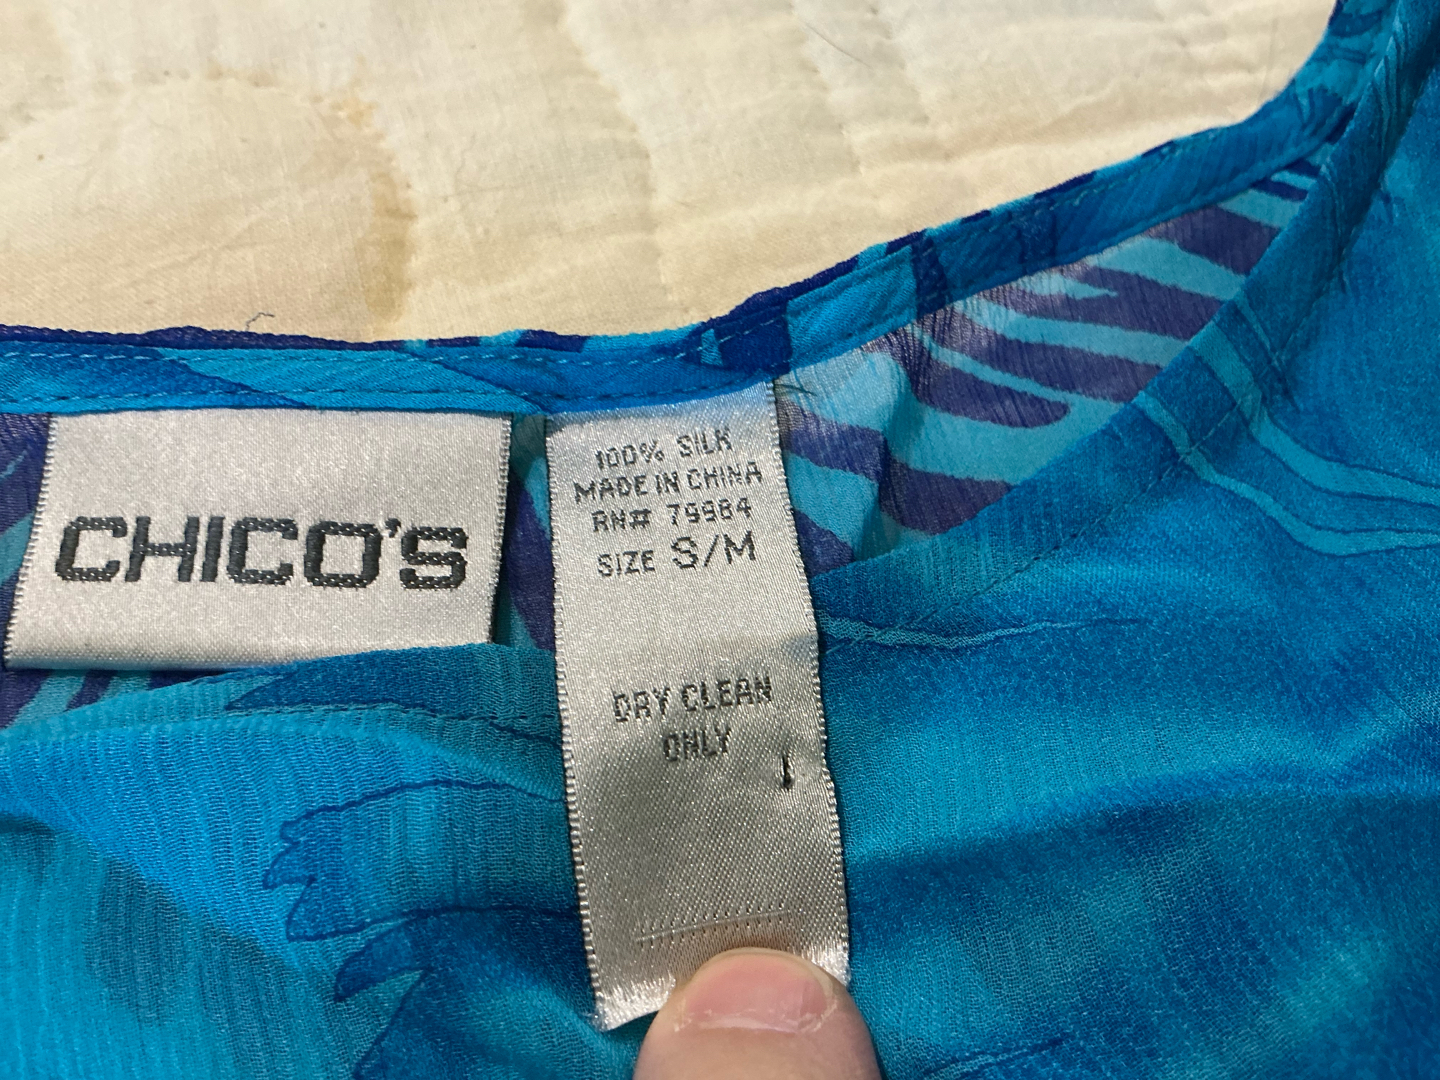 CHICO'S
100% SILK
MADE IN CHINA
RN# 79984
SIZE S/M
DRY CLEAN
ONLY